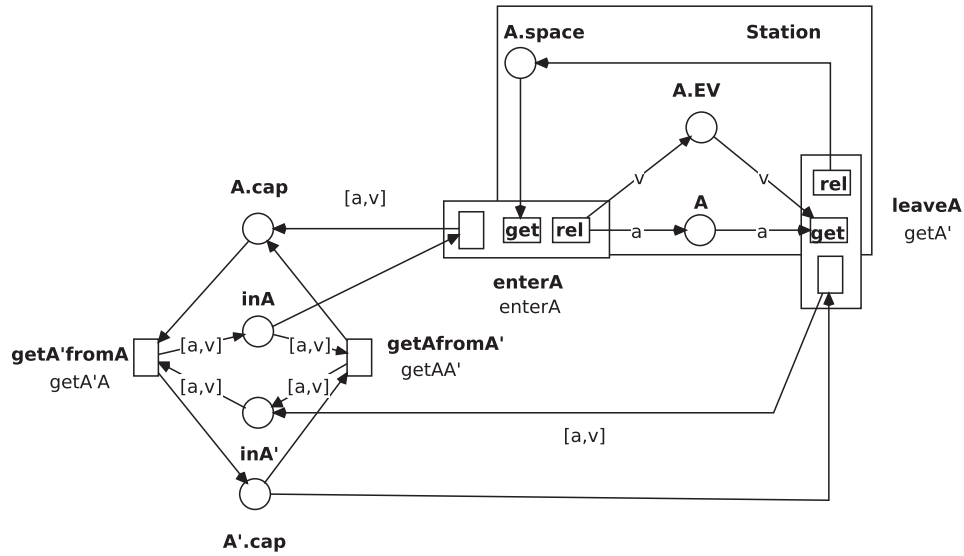 A.space
Station
A.EV
v
v
rel
A.cap
[a,v]
A
leaveA
get
rel
a
a
get
getA'
enterA
enterA
inA
getA'fromA
[a,v]
[a,v]
getAfromA'
getA'A
getAA'
[a,v]
[a,v]
[a,v]
inA'
A'.cap